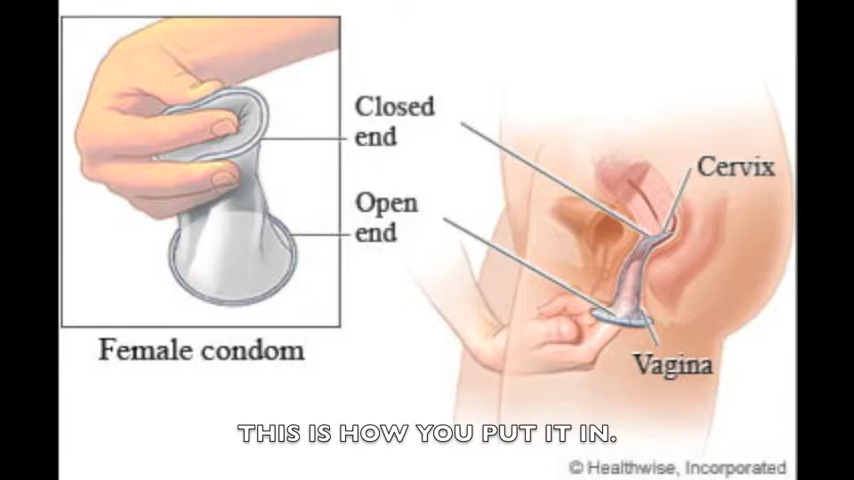 Closed
end
Cervix
Open
end
Female condom
Vagina
THIS IS HOW YOU PUT IT IN.
© Healthwise, Incorporated